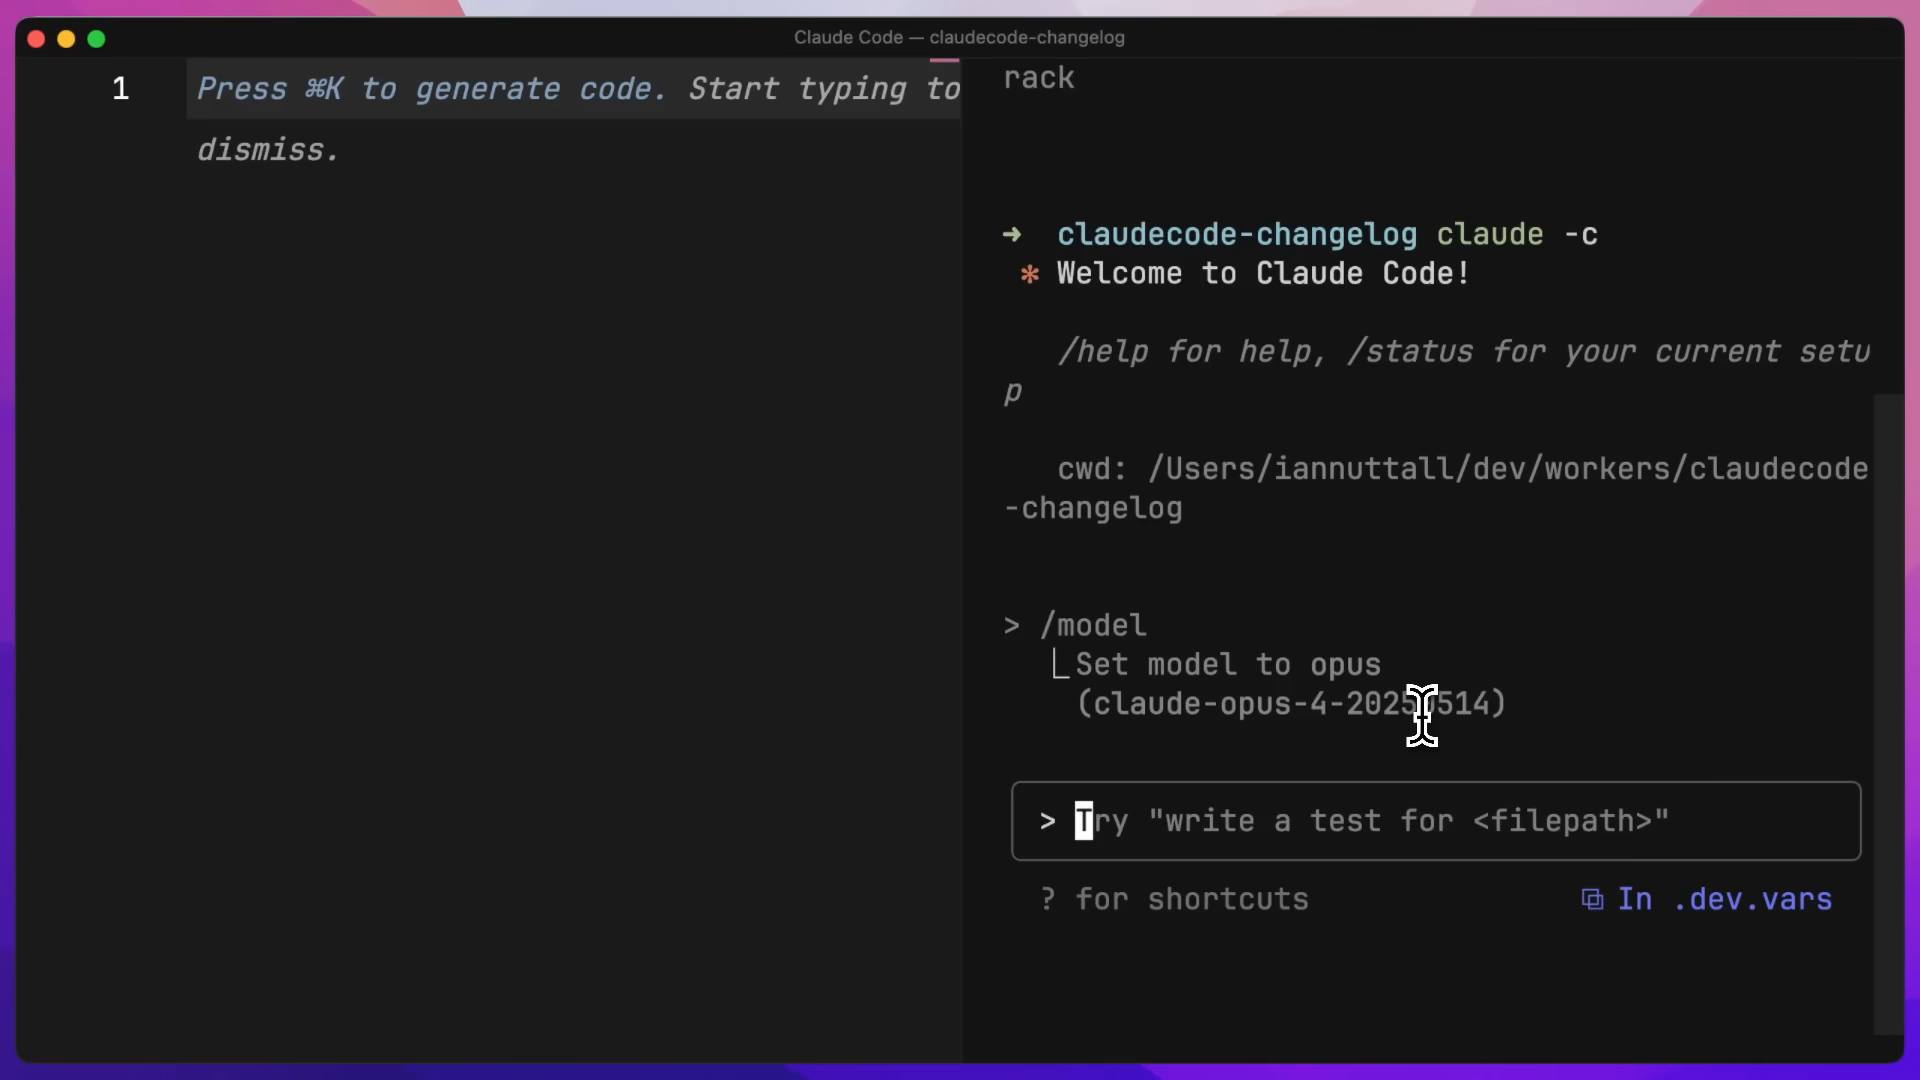 Claude Code — claudecode-changelog
1
Press ⌘K to generate code. Start typing to
dismiss.
rack
➜ claudecode-changelog claude -c
✻ Welcome to Claude Code!
/help for help, /status for your current setu
p
cwd: /Users/iannuttall/dev/workers/claudecode
-changelog
> /model
⎿ Set model to opus
(claude-opus-4-20250514)
> Try "write a test for <filepath>"
? for shortcuts
⧉ In .dev.vars